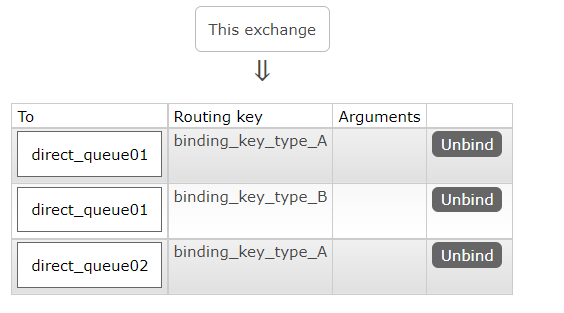 This exchange
⇓
To Routing key Arguments
direct_queue01 binding_key_type_A Unbind
direct_queue01 binding_key_type_B Unbind
direct_queue02 binding_key_type_A Unbind